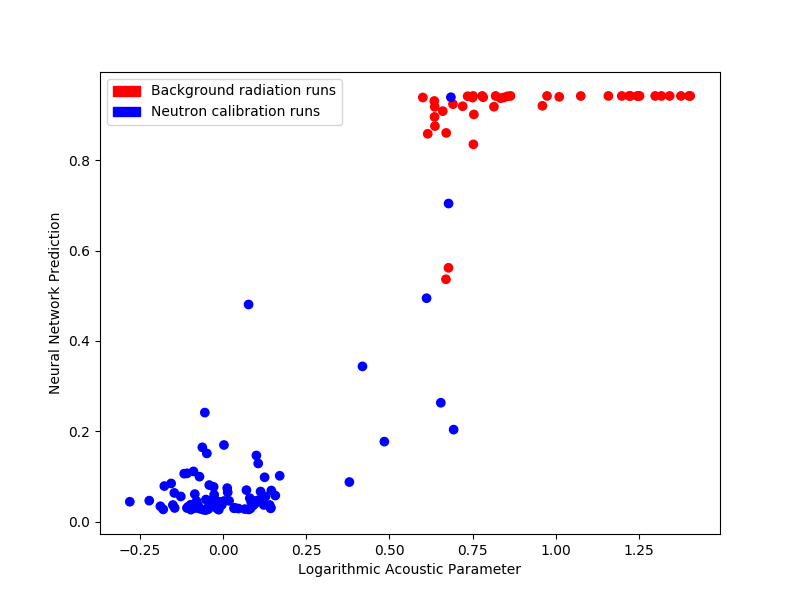 Background radiation runs
Neutron calibration runs
Neural Network Prediction
0.8
0.6
0.4
0.2
0.0
−0.25 0.00 0.25 0.50 0.75 1.00 1.25
Logarithmic Acoustic Parameter